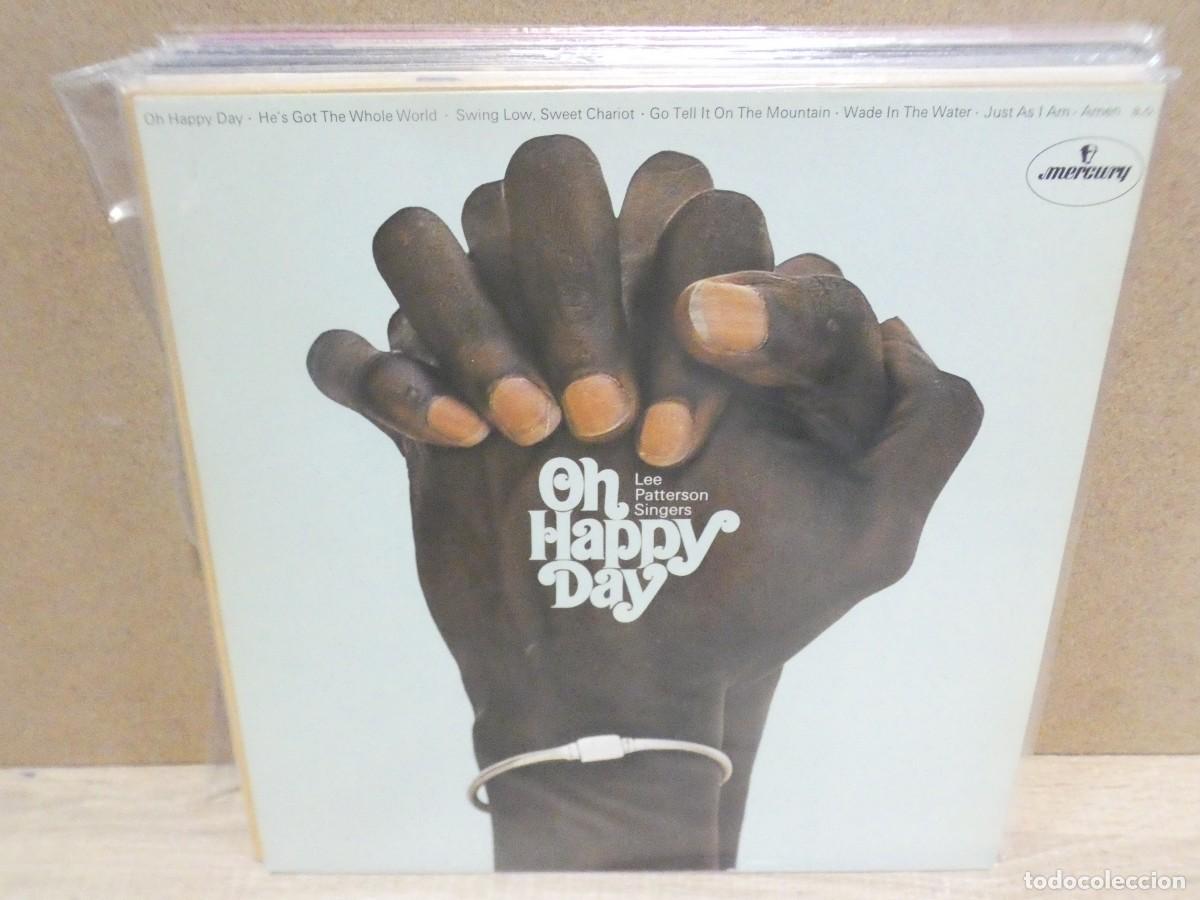 Oh Happy Day · He's Got The Whole World · Swing Low, Sweet Chariot · Go Tell It On The Mountain · Wade In The Water · Just As I Am · Amen
mercury
Oh
Happy
Day
Lee
Patterson
Singers
todocoleccion